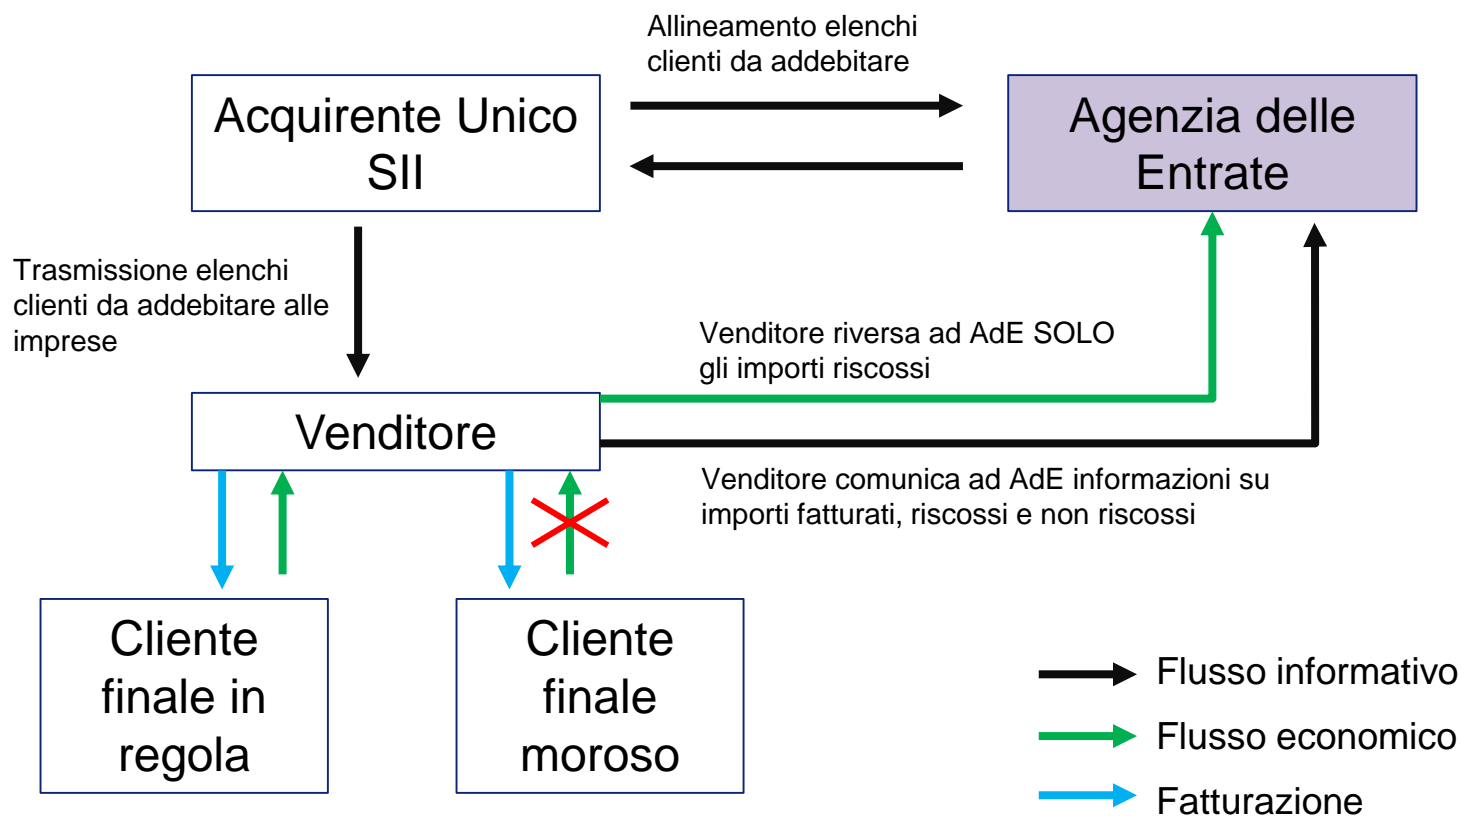 Allineamento elenchi
clienti da addebitare
Acquirente Unico
SII
Agenzia delle
Entrate
Trasmissione elenchi
clienti da addebitare alle
imprese
Venditore riversa ad AdE SOLO
gli importi riscossi
Venditore
Venditore comunica ad AdE informazioni su
importi fatturati, riscossi e non riscossi
Cliente
finale in
regola
Cliente
finale
moroso
Flusso informativo
Flusso economico
Fatturazione